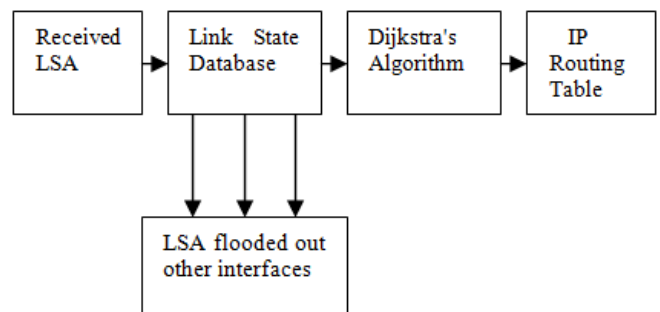 Received
LSA
Link State
Database
Dijkstra's
Algorithm
IP
Routing
Table
LSA flooded out
other interfaces